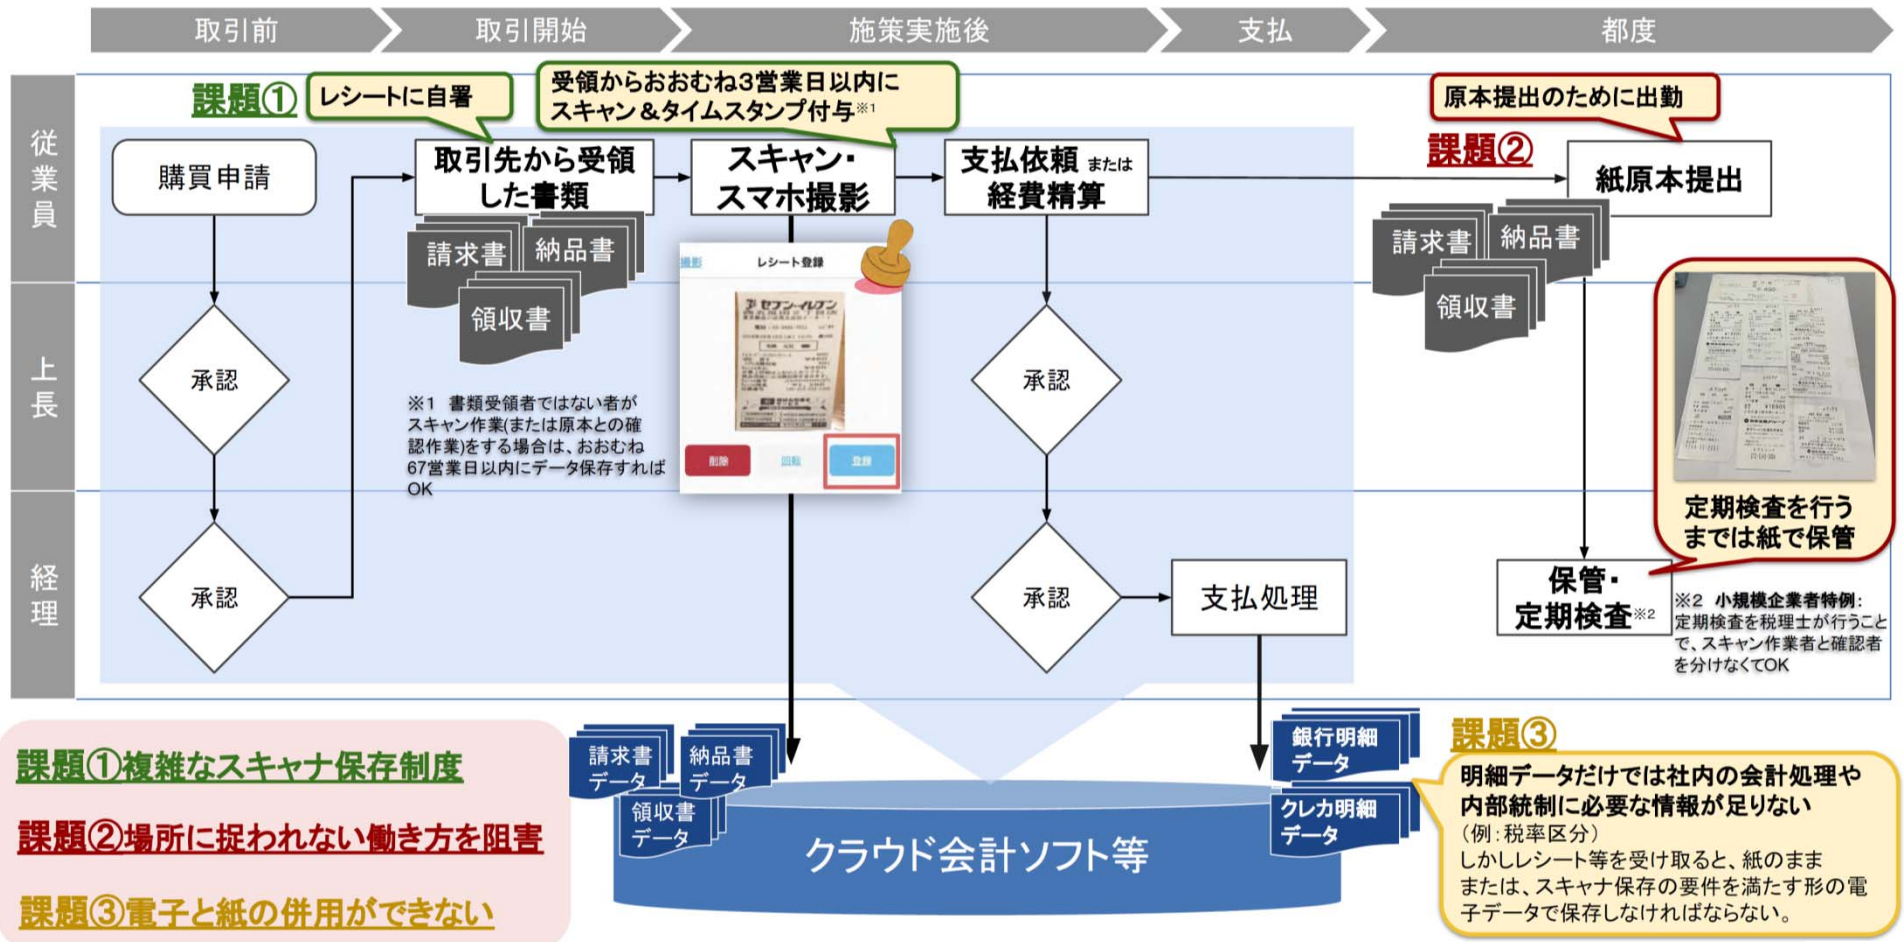 取引前
取引開始
施策実施後
支払
都度
従業員
上長
経理
課題①
レシートに自署
受領からおおむね3営業日以内に
スキャン＆タイムスタンプ付与※1
原本提出のために出勤
課題②
購買申請
取引先から受領
した書類
スキャン・
スマホ撮影
支払依頼 または
経費精算
紙原本提出
請求書
納品書
領収書
撮影
レシート登録
セブン-イレブン
削除
回転
登録
請求書
納品書
領収書
承認
承認
※1 書類受領者ではない者が
スキャン作業(または原本との確
認作業)をする場合は、おおむね
67営業日以内にデータ保存すれば
OK
定期検査を行う
までは紙で保管
承認
承認
支払処理
保管・
定期検査※2
※2 小規模企業者特例：
定期検査を税理士が行うこと
で、スキャン作業者と確認者
を分けなくてOK
課題①複雑なスキャナ保存制度
課題②場所に捉われない働き方を阻害
課題③電子と紙の併用ができない
請求書
データ
納品書
データ
領収書
データ
クラウド会計ソフト等
銀行明細
データ
クレカ明細
データ
課題③
明細データだけでは社内の会計処理や
内部統制に必要な情報が足りない
（例：税率区分）
しかしレシート等を受け取ると、紙のまま
または、スキャナ保存の要件を満たす形の電
子データで保存しなければならない。